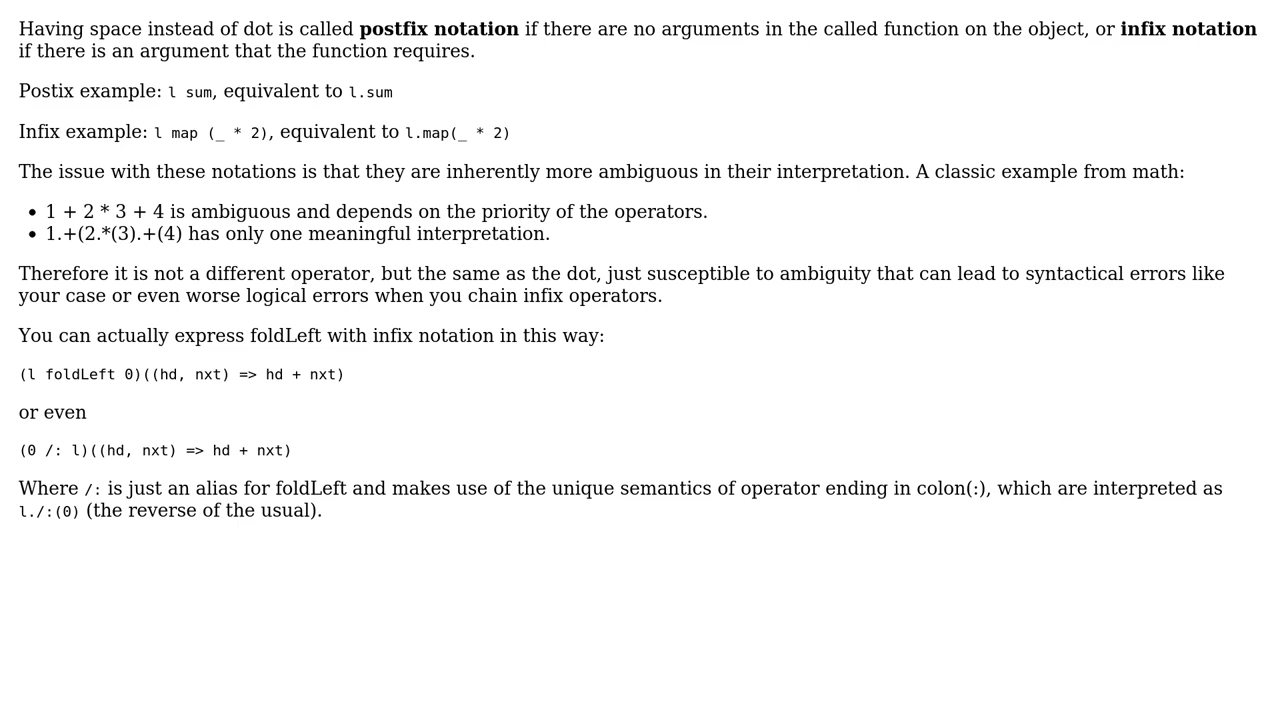 Having space instead of dot is called postfix notation if there are no arguments in the called function on the object, or infix notation
if there is an argument that the function requires.
Postix example: l sum, equivalent to l.sum
Infix example: l map (_ * 2), equivalent to l.map(_ * 2)
The issue with these notations is that they are inherently more ambiguous in their interpretation. A classic example from math:
• 1 + 2 * 3 + 4 is ambiguous and depends on the priority of the operators.
• 1.+(2.*(3).+(4) has only one meaningful interpretation.
Therefore it is not a different operator, but the same as the dot, just susceptible to ambiguity that can lead to syntactical errors like
your case or even worse logical errors when you chain infix operators.
You can actually express foldLeft with infix notation in this way:
(l foldLeft 0)((hd, nxt) => hd + nxt)
or even
(0 /: l)((hd, nxt) => hd + nxt)
Where /: is just an alias for foldLeft and makes use of the unique semantics of operator ending in colon(:), which are interpreted as
l./:(0) (the reverse of the usual).